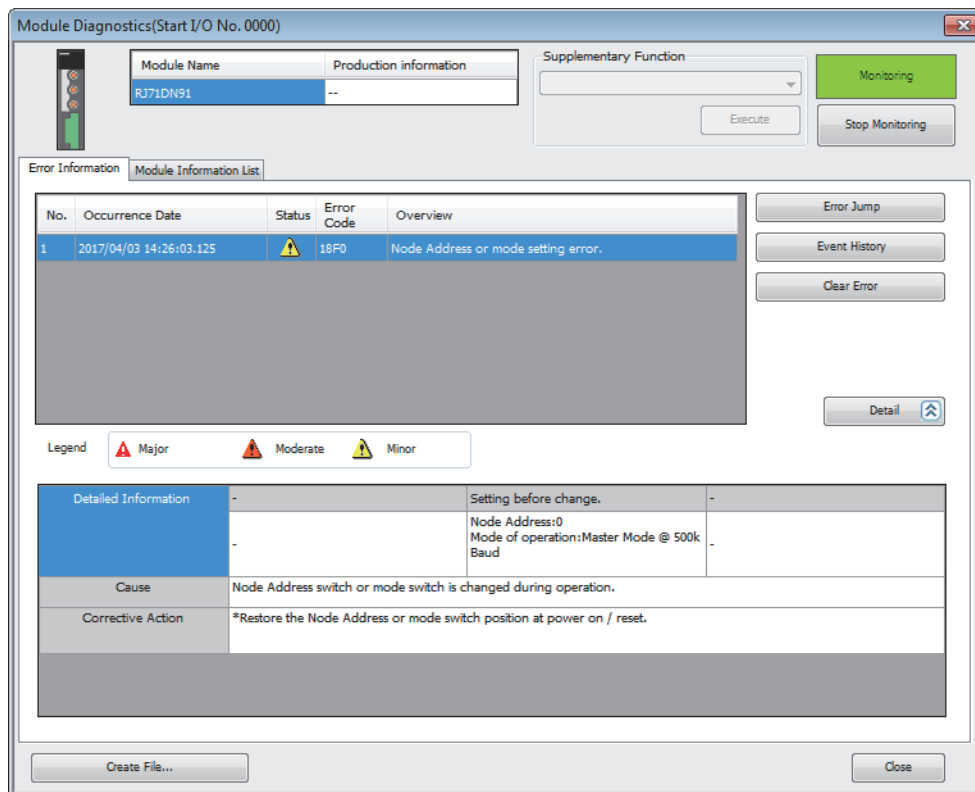 Module Diagnostics(Start I/O No. 0000)
Module Name
Production information
RJ71DN91
--
Supplementary Function
Execute
Monitoring
Stop Monitoring
Error Information
Module Information List
No.
Occurrence Date
Status
Error
Code
Overview
1
2017/04/03 14:26:03.125
18F0
Node Address or mode setting error.
Error Jump
Event History
Clear Error
Detail
Legend
Major
Moderate
Minor
Detailed Information
-
Setting before change.
-
-
Node Address:0
Mode of operation:Master Mode @ 500k
Baud
-
Cause
Node Address switch or mode switch is changed during operation.
Corrective Action
*Restore the Node Address or mode switch position at power on / reset.
Create File...
Close